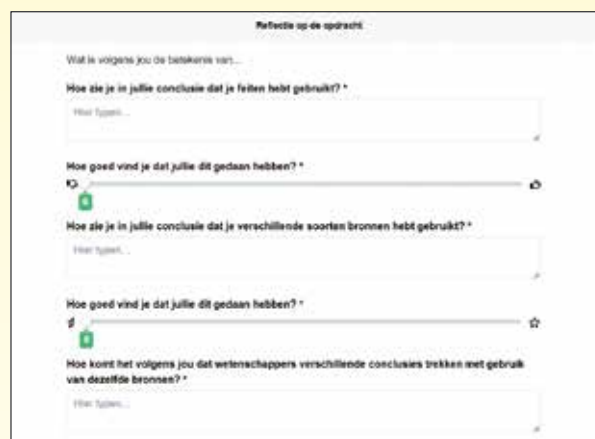 Reflectie op de opdracht
Wat is volgens jou de betekenis van...
Hoe zie je in jullie conclusie dat je feiten hebt gebruikt? *
Hier typen...
Hoe goed vind je dat jullie dit gedaan hebben? *
Hoe zie je in jullie conclusie dat je verschillende soorten bronnen hebt gebruikt? *
Hier typen...
Hoe goed vind je dat jullie dit gedaan hebben? *
Hoe komt het volgens jou dat wetenschappers verschillende conclusies trekken met gebruik
van dezelfde bronnen? *
Hier typen...